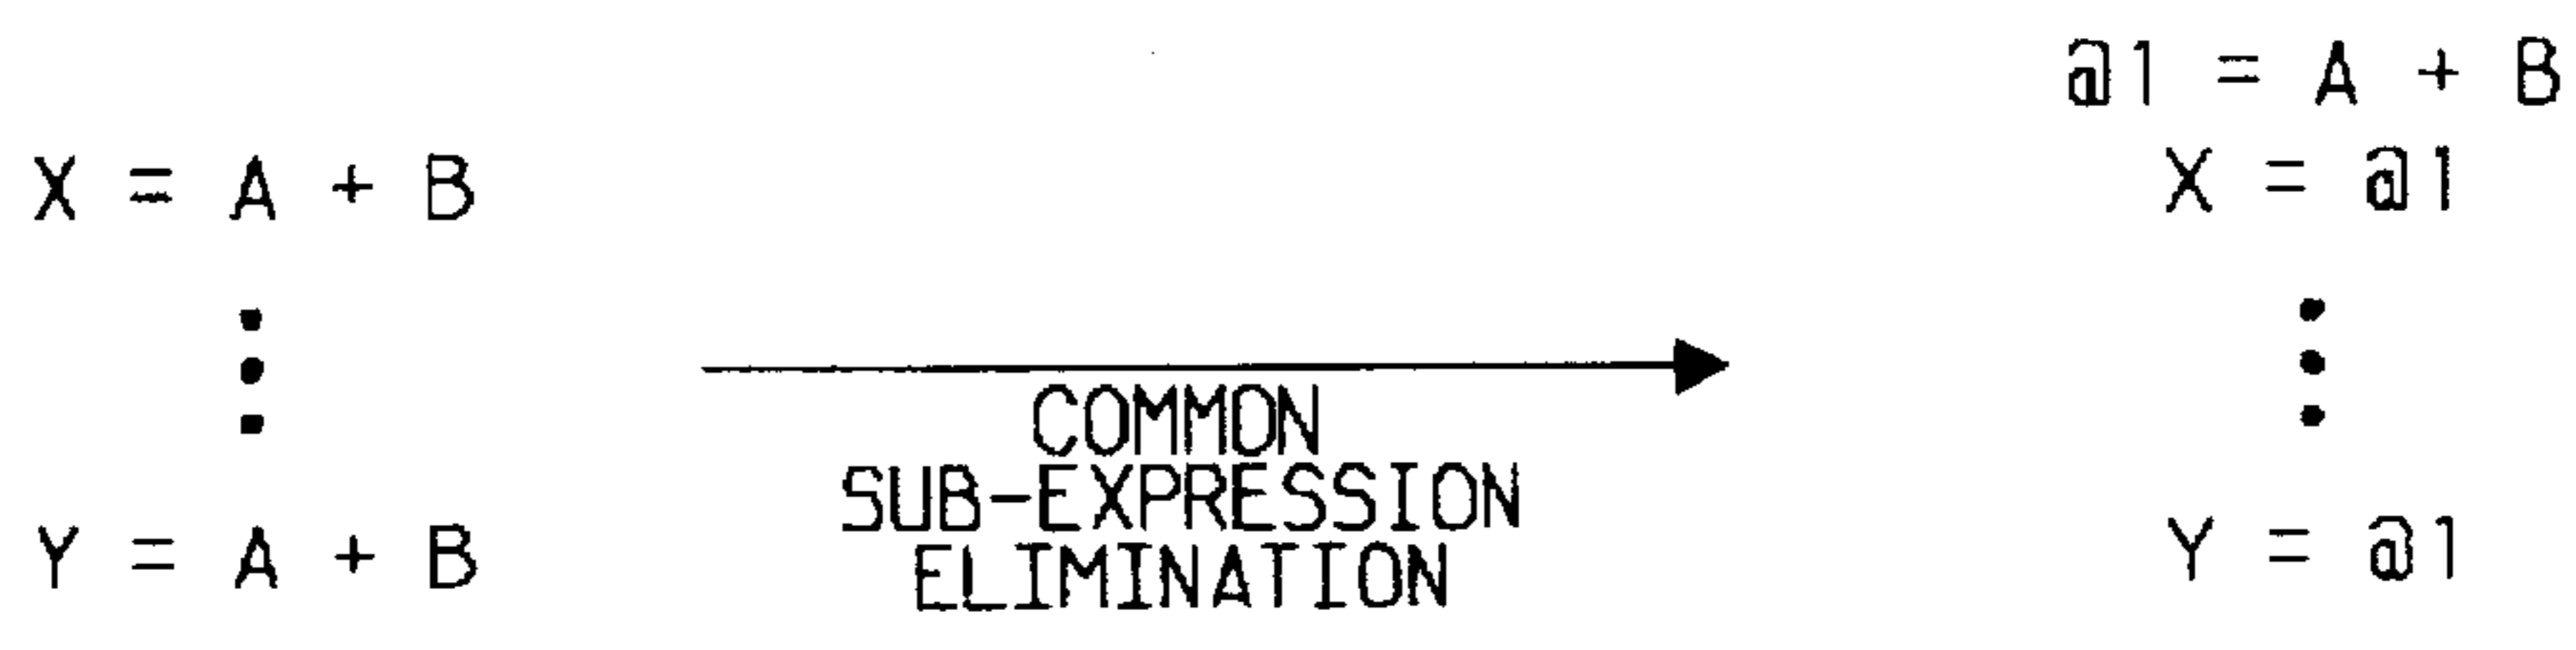 X = A + B
Y = A + B
COMMON
SUB-EXPRESSION
ELIMINATION
@1 = A + B
X = @1
Y = @1